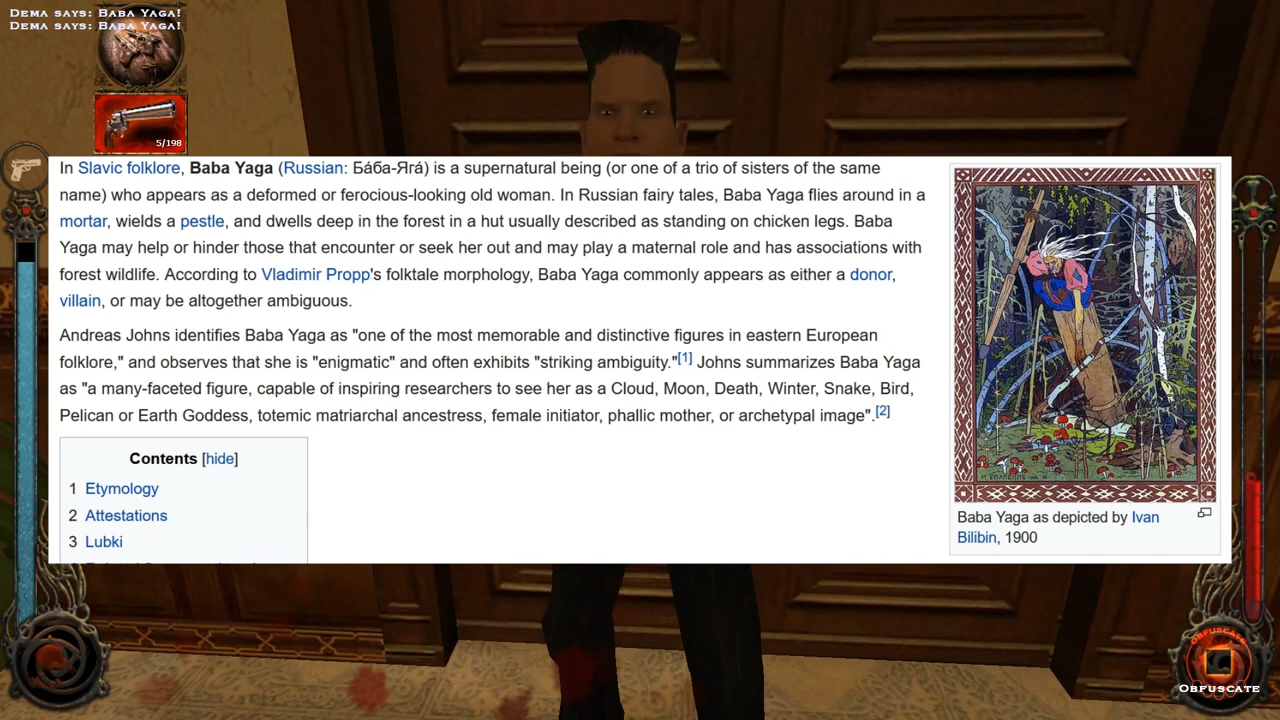 Dema says: Baba Yaga!
Dema says: Baba Yaga!
5/198
In Slavic folklore, Baba Yaga (Russian: Ба́ба-Яга́) is a supernatural being (or one of a trio of sisters of the same
name) who appears as a deformed or ferocious-looking old woman. In Russian fairy tales, Baba Yaga flies around in a
mortar, wields a pestle, and dwells deep in the forest in a hut usually described as standing on chicken legs. Baba
Yaga may help or hinder those that encounter or seek her out and may play a maternal role and has associations with
forest wildlife. According to Vladimir Propp's folktale morphology, Baba Yaga commonly appears as either a donor,
villain, or may be altogether ambiguous.
Andreas Johns identifies Baba Yaga as "one of the most memorable and distinctive figures in eastern European
folklore," and observes that she is "enigmatic" and often exhibits "striking ambiguity."[1] Johns summarizes Baba Yaga
as "a many-faceted figure, capable of inspiring researchers to see her as a Cloud, Moon, Death, Winter, Snake, Bird,
Pelican or Earth Goddess, totemic matriarchal ancestress, female initiator, phallic mother, or archetypal image".[2]
Contents [hide]
1 Etymology
2 Attestations
3 Lubki
Baba Yaga as depicted by Ivan
Bilibin, 1900
Obfuscate
Obfuscate